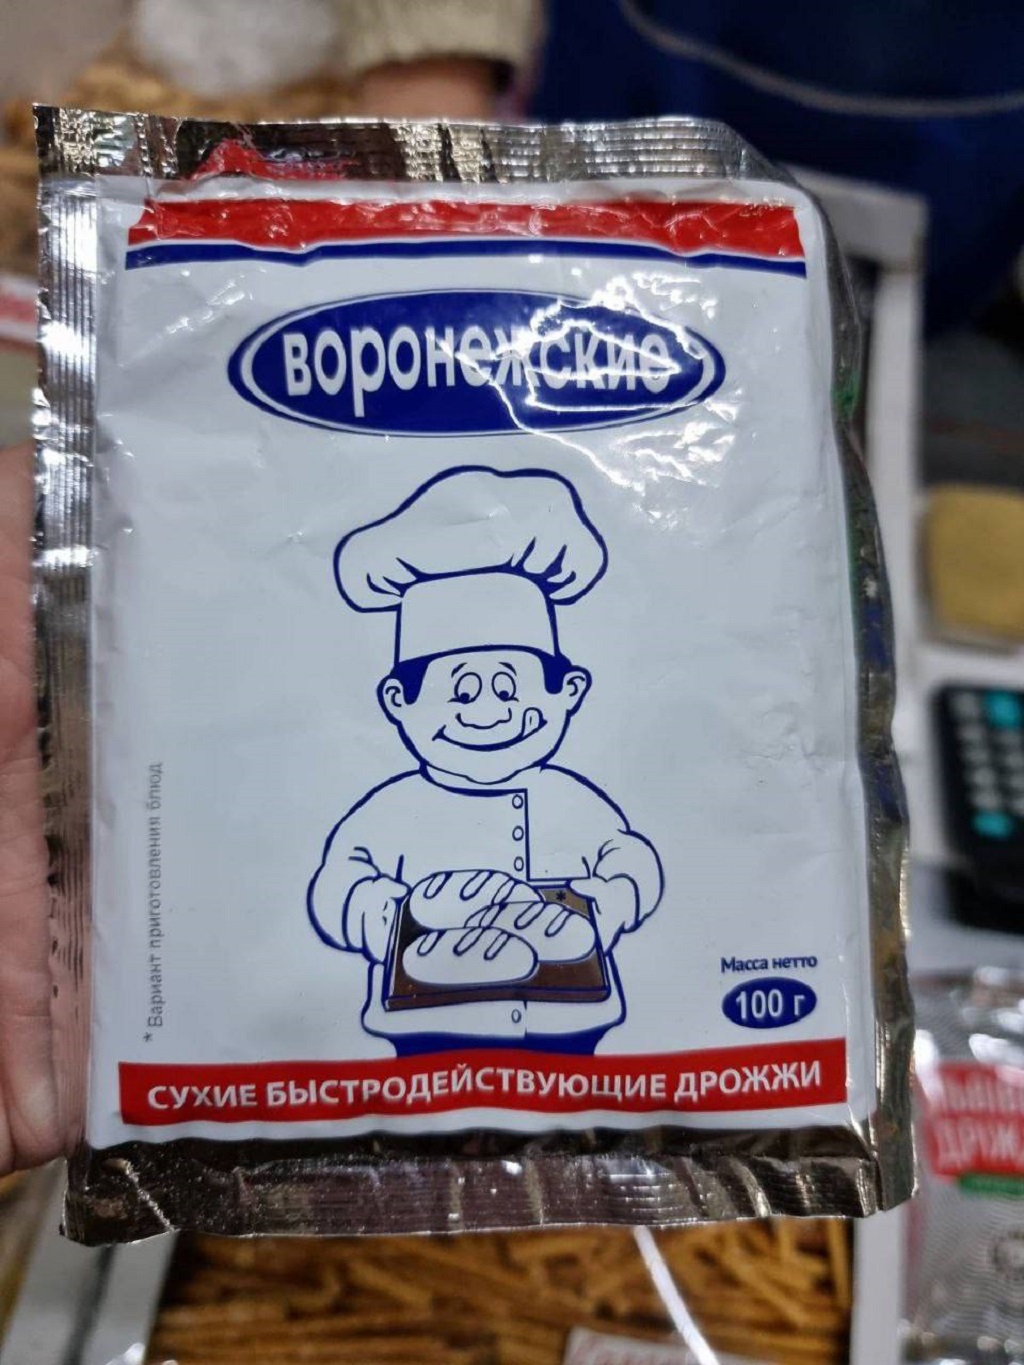 воронежские
* Вариант приготовления блюд
*
Масса нетто
100 г
СУХИЕ БЫСТРОДЕЙСТВУЮЩИЕ ДРОЖЖИ